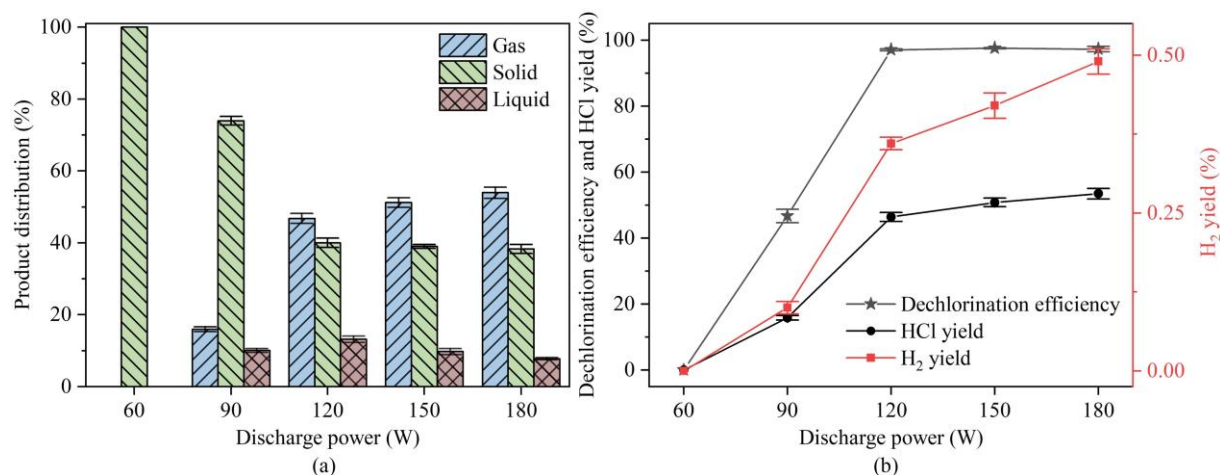 100
80
60
40
20
0
Product distribution (%)
Gas
Solid
Liquid
60 90 120 150 180
Discharge power (W)
(a)
100
80
60
40
20
0
Dechlorination efficiency and HCl yield (%)
Dechlorination efficiency
HCl yield
H₂ yield
0.50
0.25
0.00
H₂ yield (%)
60 90 120 150 180
Discharge power (W)
(b)